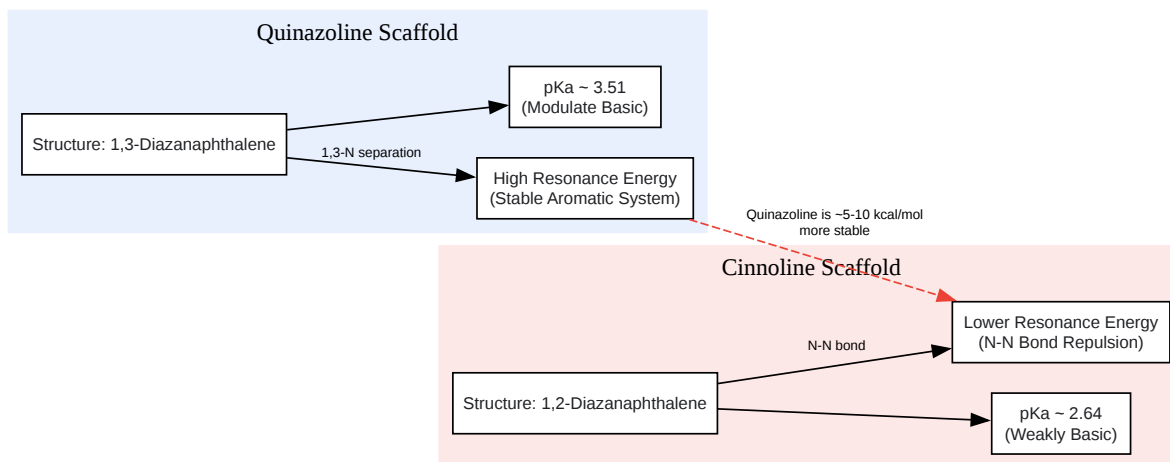 Quinazoline Scaffold
pKa ~ 3.51
(Modulate Basic)
Structure: 1,3-Diazanaphthalene
1,3-N separation
High Resonance Energy
(Stable Aromatic System)
Quinazoline is ~5-10 kcal/mol
more stable
Cinnoline Scaffold
Lower Resonance Energy
(N-N Bond Repulsion)
N-N bond
Structure: 1,2-Diazanaphthalene
pKa ~ 2.64
(Weakly Basic)